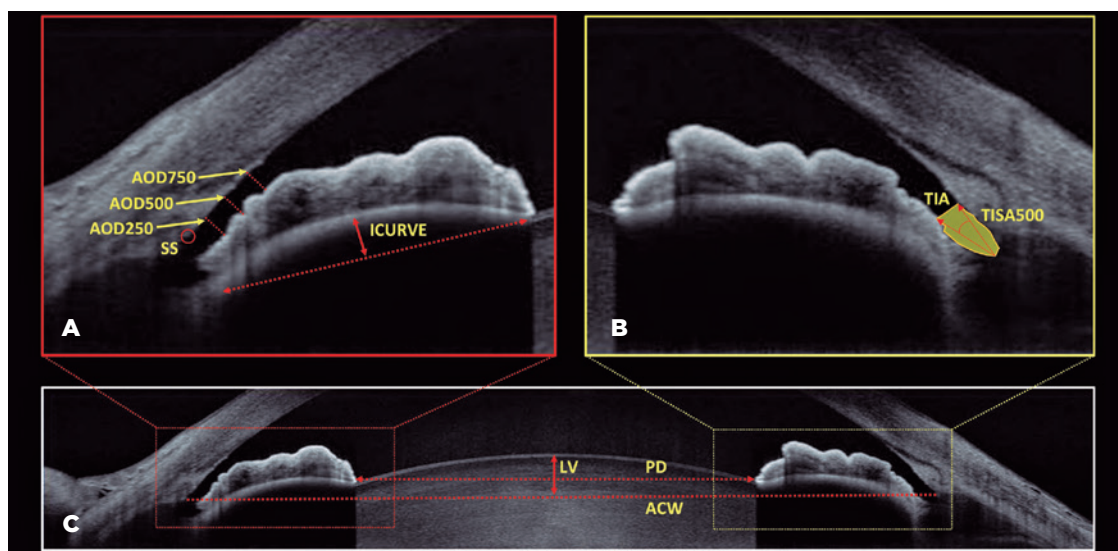 AOD750
AOD500
AOD250
SS
ICURVE
A
TIA
TISA500
B
LV
PD
ACW
C